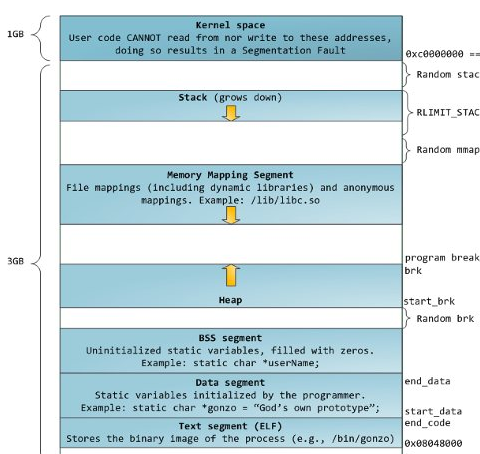 1GB
Kernel space
User code CANNOT read from nor write to these addresses,
doing so results in a Segmentation Fault
0xc0000000 ==
Random stac
Stack (grows down)
RLIMIT_STAC
Random mmap
Memory Mapping Segment
File mappings (including dynamic libraries) and anonymous
mappings. Example: /lib/libc.so
3GB
program break
brk
Heap
start_brk
Random brk
BSS segment
Uninitialized static variables, filled with zeros.
Example: static char *userName;
Data segment
Static variables initialized by the programmer.
Example: static char *gonzo = “God’s own prototype”;
end_data
start_data
end_code
Text segment (ELF)
Stores the binary image of the process (e.g., /bin/gonzo)
0x08048000